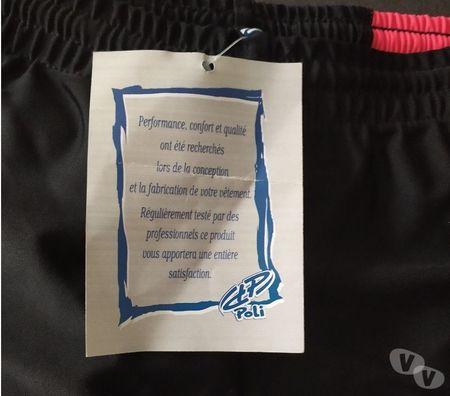 Performance, confort et qualité
ont été recherchés
lors de la conception
et la fabrication de votre vêtement.
Régulièrement testé par des
professionnels ce produit
vous apportera une entière
satisfaction.
Poli
VV